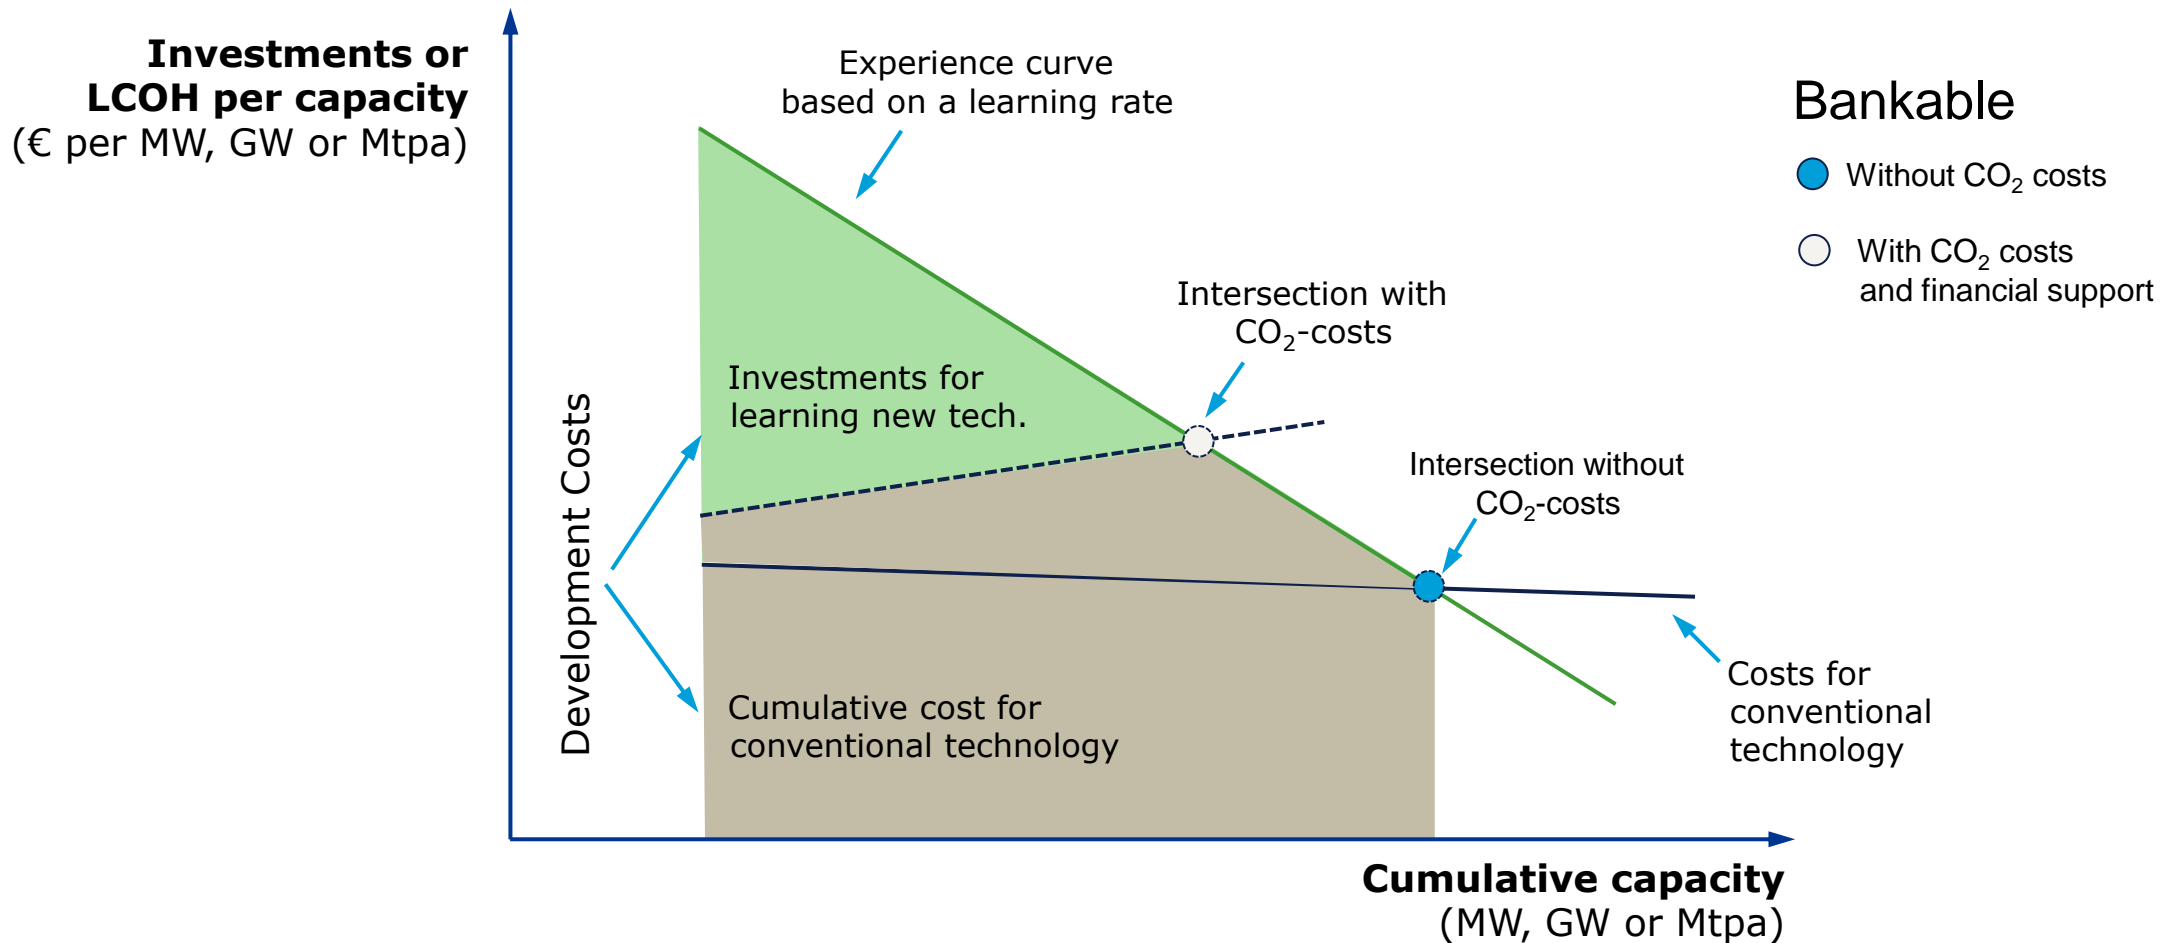 Investments or
LCOH per capacity
(€ per MW, GW or Mtpa)
Experience curve
based on a learning rate
Bankable
Without CO₂ costs
With CO₂ costs
and financial support
Intersection with
CO₂-costs
Investments for
learning new tech.
Development Costs
Intersection without
CO₂-costs
Cumulative cost for
conventional technology
Costs for
conventional
technology
Cumulative capacity
(MW, GW or Mtpa)